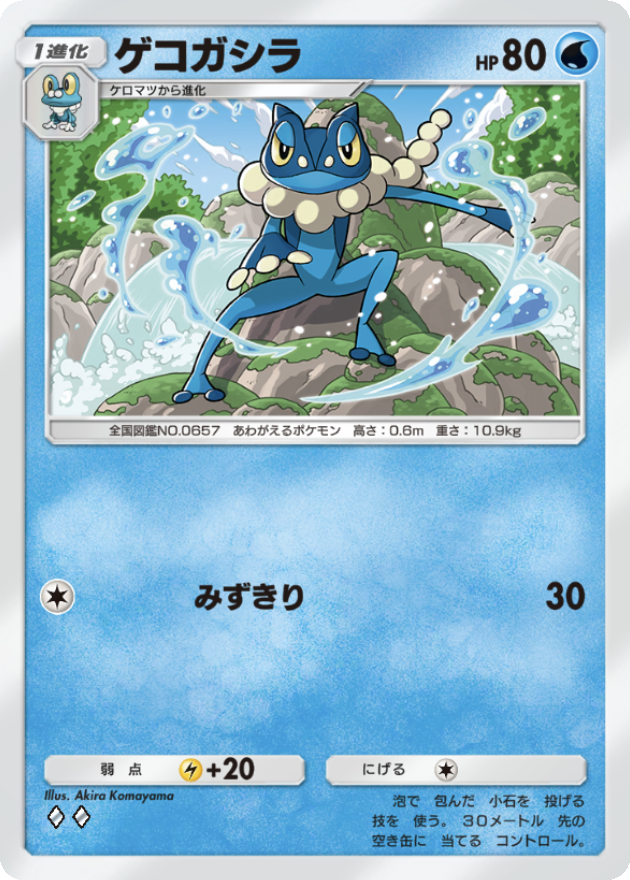 1進化 ゲコガシラ HP 80
ケロマツから進化
全国図鑑NO.0657 あわがえるポケモン 高さ:0.6m 重さ:10.9kg
みずきり 30
弱点 +20 にげる
Illus. Akira Komayama
泡で 包んだ 小石を 投げる
技を 使う。30メートル 先の
空き缶に 当てる コントロール。